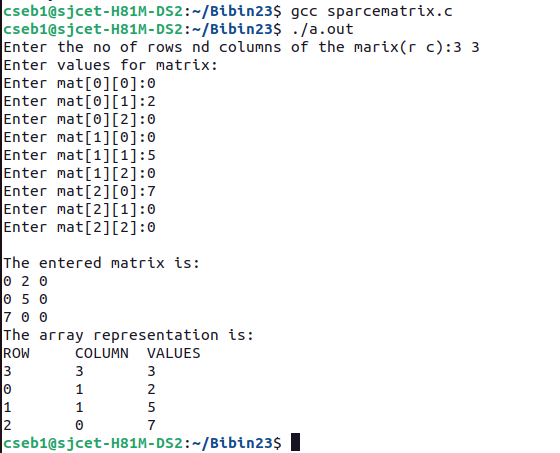 cseb1@sjcet-H81M-DS2:~/Bibin23$ gcc sparcematrix.c
cseb1@sjcet-H81M-DS2:~/Bibin23$ ./a.out
Enter the no of rows nd columns of the marix(r c):3 3
Enter values for matrix:
Enter mat[0][0]:0
Enter mat[0][1]:2
Enter mat[0][2]:0
Enter mat[1][0]:0
Enter mat[1][1]:5
Enter mat[1][2]:0
Enter mat[2][0]:7
Enter mat[2][1]:0
Enter mat[2][2]:0

The entered matrix is:
0 2 0
0 5 0
7 0 0
The array representation is:
ROW     COLUMN  VALUES
3       3       3
0       1       2
1       1       5
2       0       7
cseb1@sjcet-H81M-DS2:~/Bibin23$